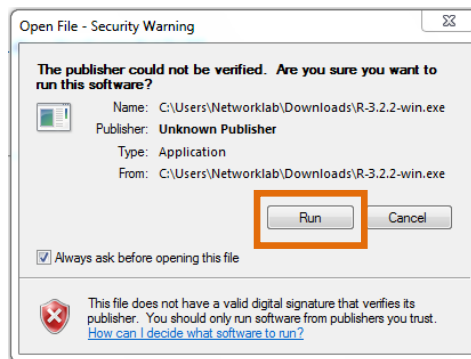 Open File - Security Warning
The publisher could not be verified.  Are you sure you want to
run this software?
Name: C:\Users\Networklab\Downloads\R-3.2.2-win.exe
Publisher: Unknown Publisher
Type: Application
From: C:\Users\Networklab\Downloads\R-3.2.2-win.exe
Run Cancel
Always ask before opening this file
This file does not have a valid digital signature that verifies its
publisher.  You should only run software from publishers you trust.
How can I decide what software to run?